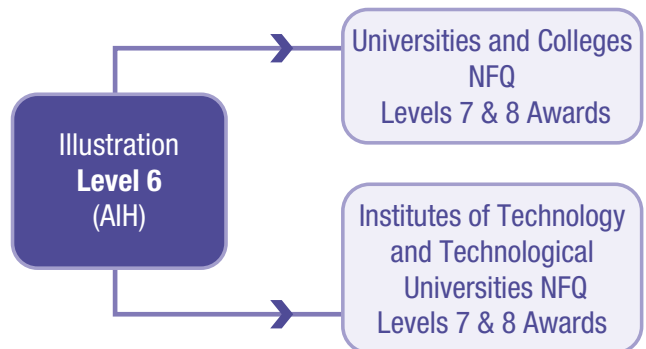 Illustration
Level 6
(AIH)
Universities and Colleges
NFQ
Levels 7 & 8 Awards
Institutes of Technology
and Technological
Universities NFQ
Levels 7 & 8 Awards